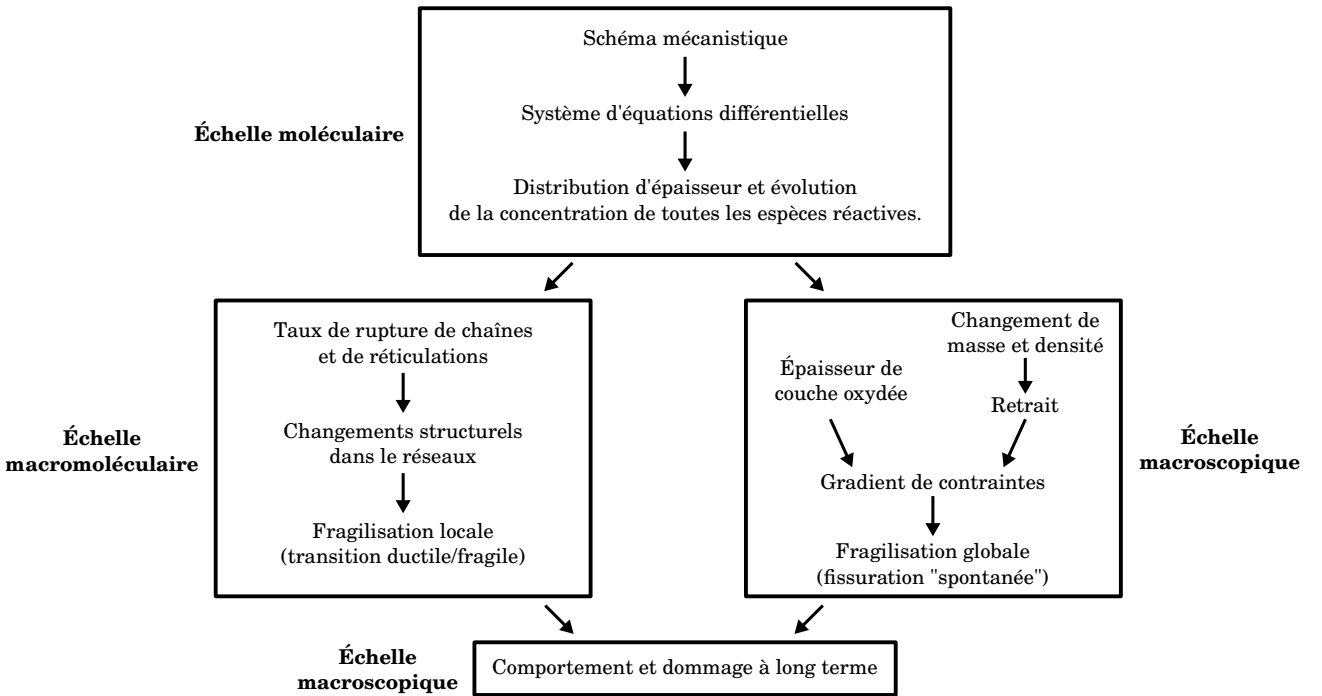 Schéma mécanistique
Système d'équations différentielles
Échelle moléculaire
Distribution d'épaisseur et évolution
de la concentration de toutes les espèces réactives.
Taux de rupture de chaînes
et de réticulations
Changements structurels
dans le réseaux
Fragilisation locale
(transition ductile/fragile)
Échelle
macromoléculaire
Changement de
masse et densité
Épaisseur de
couche oxydée
Retrait
Gradient de contraintes
Fragilisation globale
(fissuration "spontanée")
Échelle
macroscopique
Échelle
macroscopique
Comportement et dommage à long terme